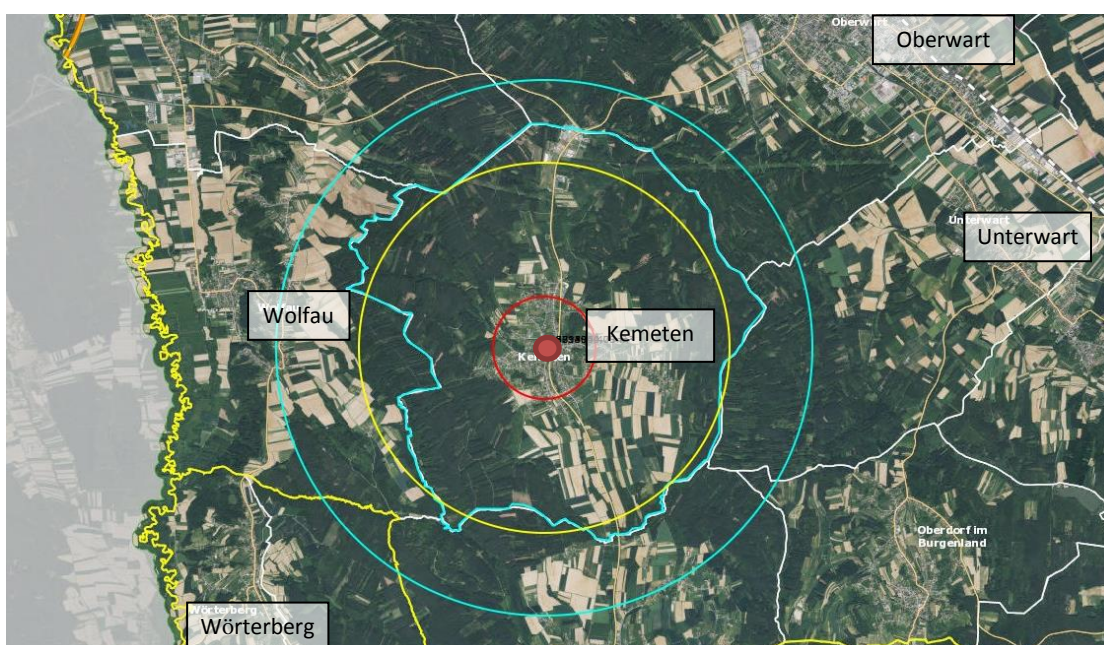 Oberwart
Oberwart
Unterwart
Unterwart
Wolfau
Kemeten
Oberdorf im
Burgenland
Wörterberg
Wörterberg